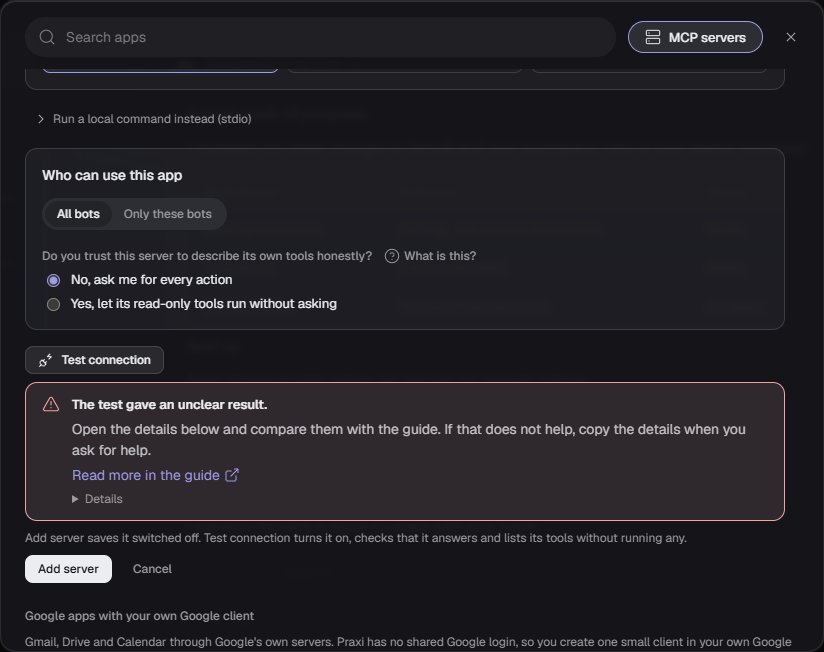 Search apps
MCP servers
Run a local command instead (stdio)
Who can use this app
All bots
Only these bots
Do you trust this server to describe its own tools honestly?
What is this?
No, ask me for every action
Yes, let its read-only tools run without asking
Test connection
The test gave an unclear result.
Open the details below and compare them with the guide. If that does not help, copy the details when you
ask for help.
Read more in the guide
Details
Add server saves it switched off. Test connection turns it on, checks that it answers and lists its tools without running any.
Add server
Cancel
Google apps with your own Google client
Gmail, Drive and Calendar through Google's own servers. Praxi has no shared Google login, so you create one small client in your own Google